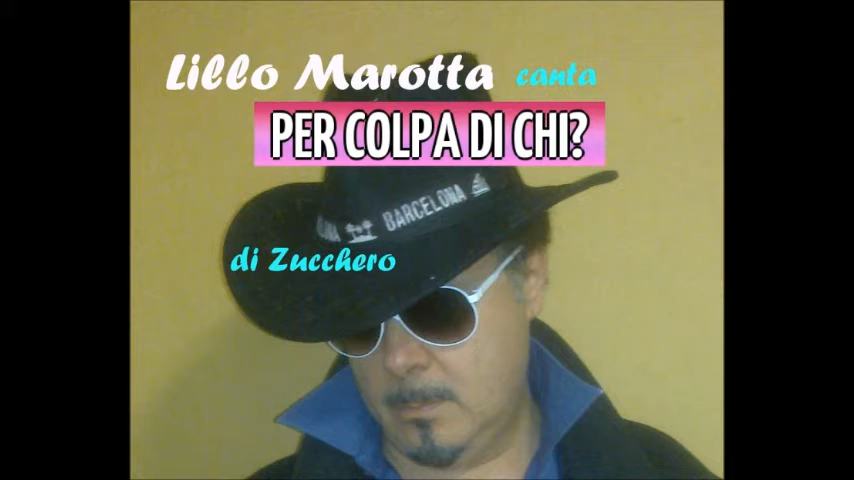 Lillo Marotta canta
PER COLPA DI CHI?
BARCELONA
di Zucchero